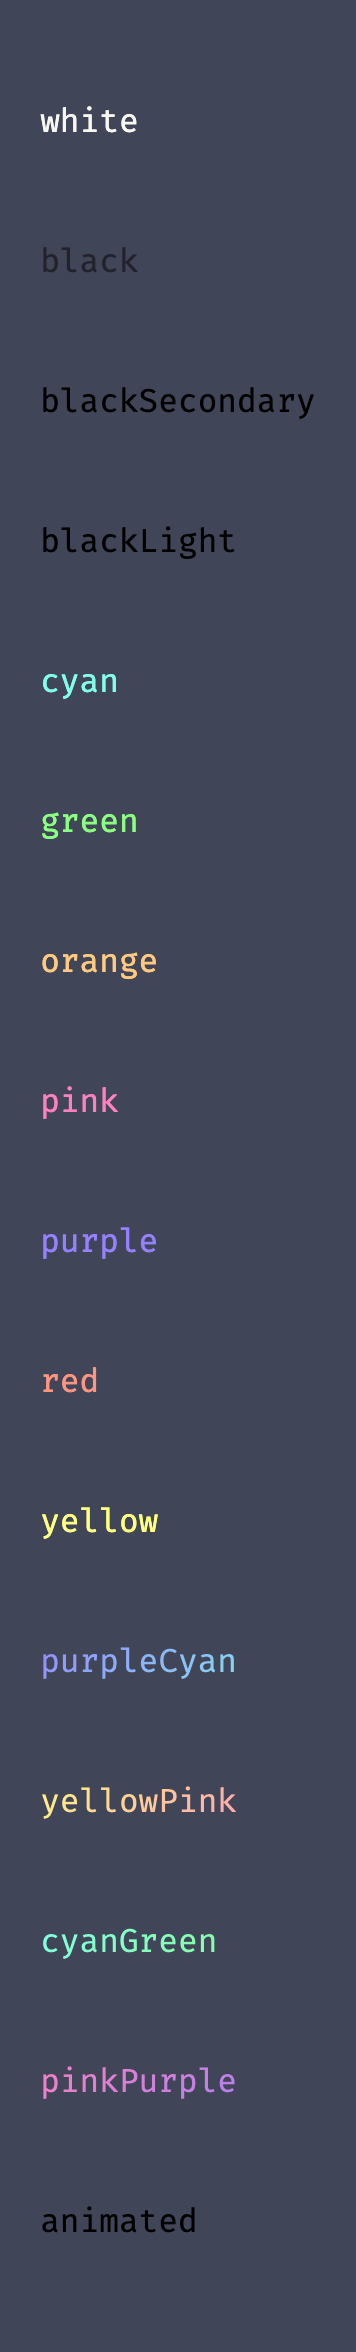 white
black
blackSecondary
blackLight
cyan
green
orange
pink
purple
red
yellow
purpleCyan
yellowPink
cyanGreen
pinkPurple
animated